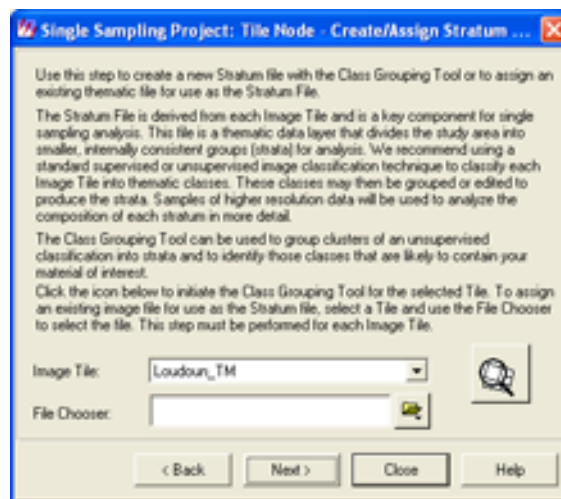 Single Sampling Project: Tile Node - Create/Assign Stratum ...
Use this step to create a new Stratum file with the Class Grouping Tool or to assign an
existing thematic file for use as the Stratum File.
The Stratum File is derived from each Image Tile and is a key component for single
sampling analysis. This file is a thematic data layer that divides the study area into
smaller, internally consistent groups (strata) for analysis. We recommend using a
standard supervised or unsupervised image classification technique to classify each
Image Tile into thematic classes. These classes may then be grouped or edited to
produce the strata. Samples of higher resolution data will be used to analyze the
composition of each stratum in more detail.
The Class Grouping Tool can be used to group clusters of an unsupervised
classification into strata and to identify those classes that are likely to contain your
material of interest.
Click the icon below to initiate the Class Grouping Tool for the selected Tile. To assign
an existing image file for use as the Stratum file, select a Tile and use the File Chooser
to select the file. This step must be performed for each Image Tile.
Image Tile: Loudoun_TM
File Chooser:
< Back Next > Close Help